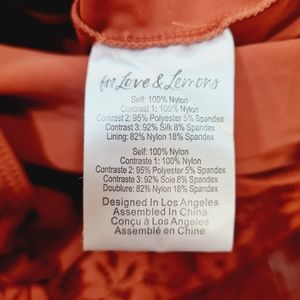 for Love & Lemons
Self: 100% Nylon
Contrast 1: 100% Nylon
Contrast 2: 95% Polyester 5% Spandex
Contrast 3: 92% Silk 8% Spandex
Lining: 82% Nylon 18% Spandex
Self: 100% Nylon
Contraste 1: 100% Nylon
Contraste 2: 95% Polyester 5% Spandex
Contraste 3: 92% Soie 8% Spandex
Doublure: 82% Nylon 18% Spandex
Designed In Los Angeles
Assembled In China
Conçu à Los Angeles
Assemblé en Chine